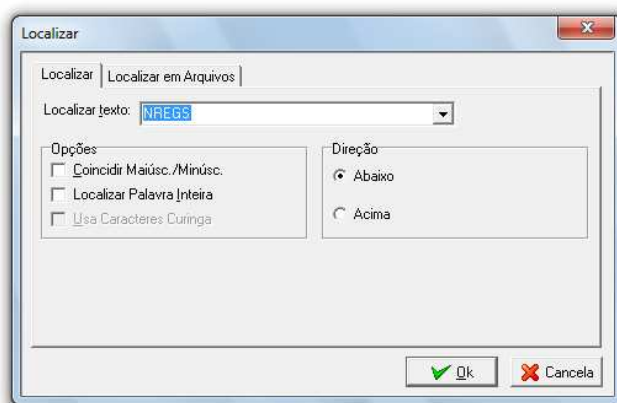 Localizar
Localizar Localizar em Arquivos
Localizar texto: NREGS
Opções
Coincidir Maiúsc./Minúsc.
Localizar Palavra Inteira
Usa Caracteres Curinga
Direção
Abaixo
Acima
Ok Cancela